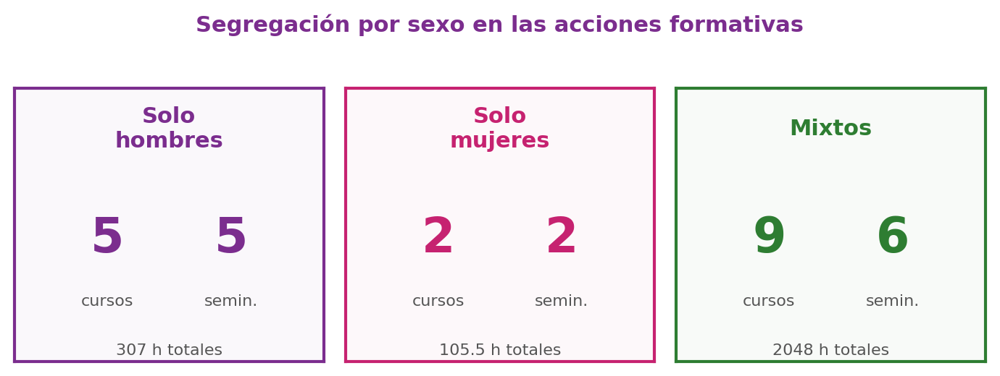 Segregación por sexo en las acciones formativas
Solo
hombres
5 5
cursos semin.
307 h totales
Solo
mujeres
2 2
cursos semin.
105.5 h totales
Mixtos
9 6
cursos semin.
2048 h totales